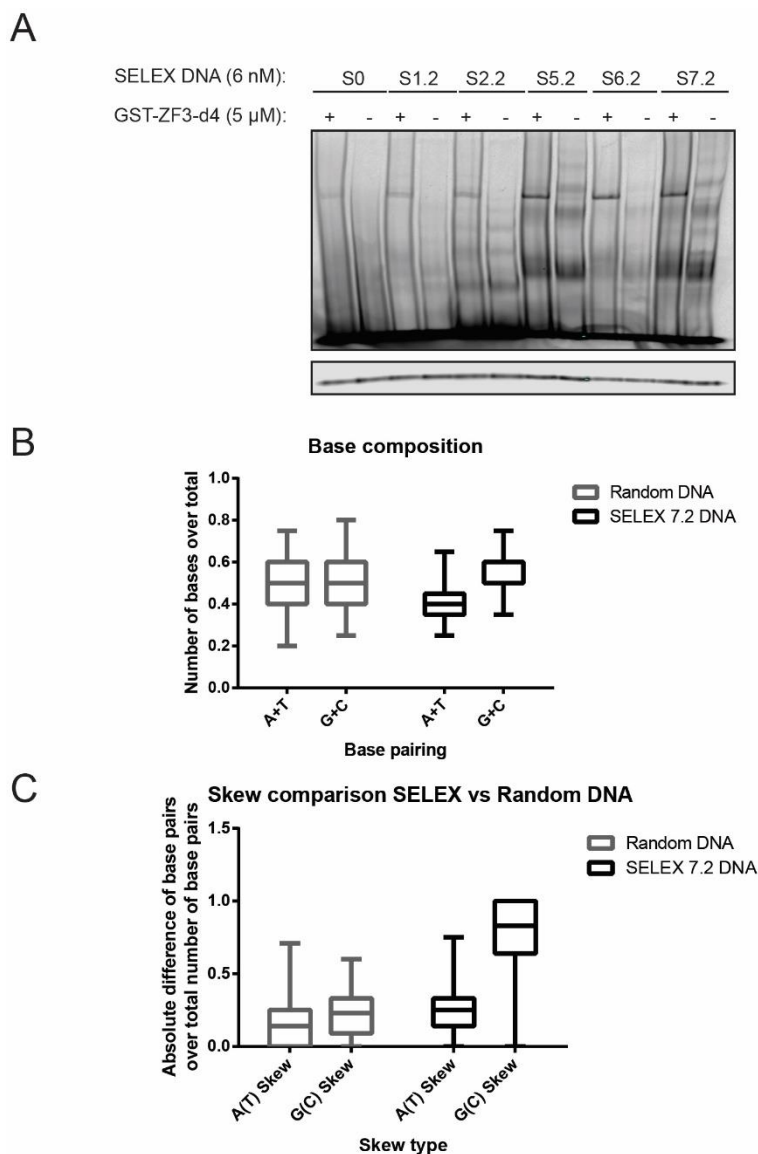 A
SELEX DNA (6 nM): S0 S1.2 S2.2 S5.2 S6.2 S7.2
GST-ZF3-d4 (5 µM): + - + - + - + - + - + -
B
Base composition
Number of bases over total
1.0
0.8
0.6
0.4
0.2
0.0
A+T G+C A+T G+C
Base pairing
Random DNA
SELEX 7.2 DNA
C
Skew comparison SELEX vs Random DNA
Absolute difference of base pairs
over total number of base pairs
1.5
1.0
0.5
0.0
A(T) Skew G(C) Skew A(T) Skew G(C) Skew
Skew type
Random DNA
SELEX 7.2 DNA